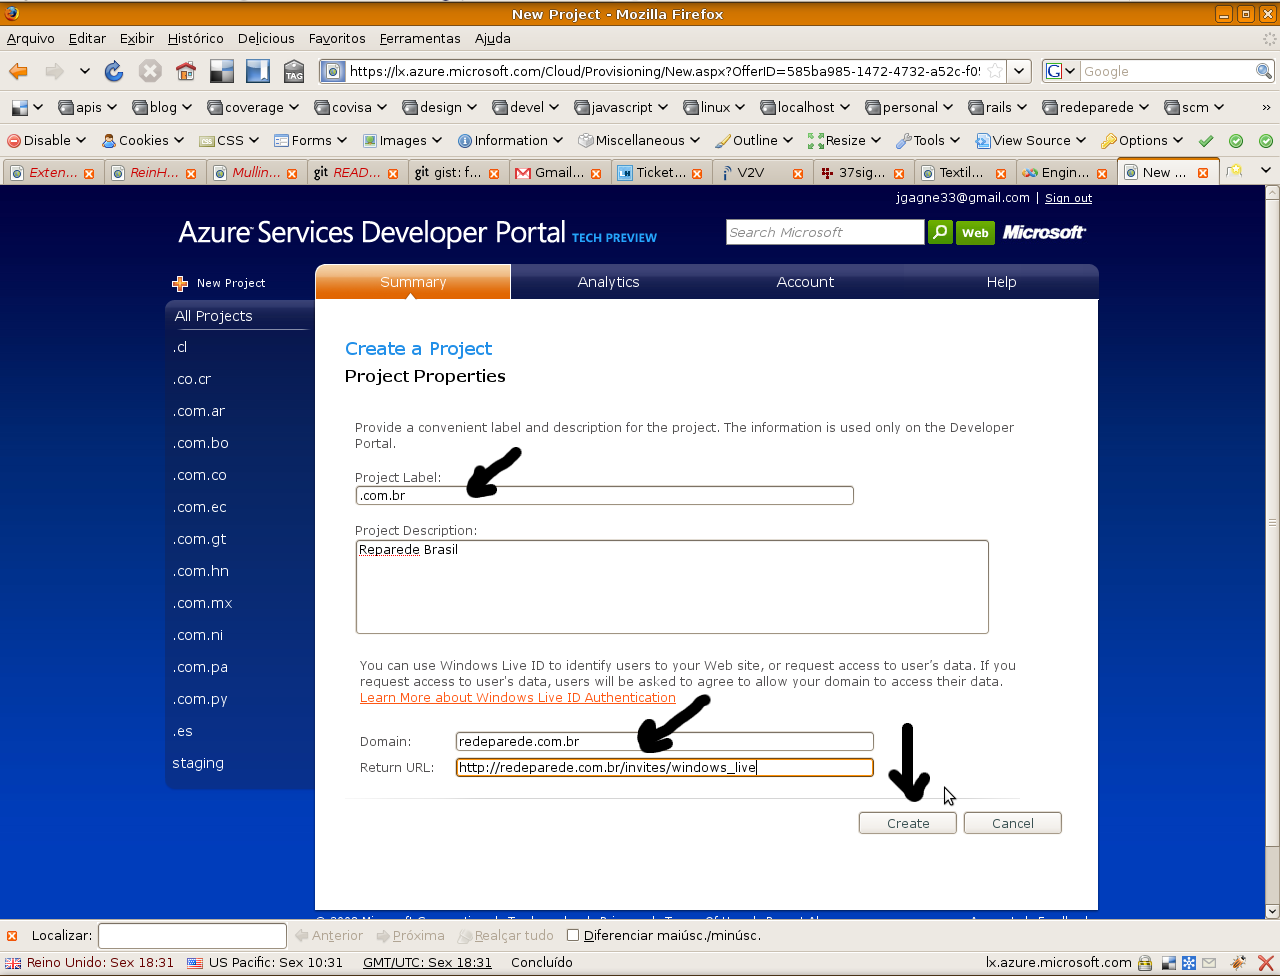 New Project - Mozilla Firefox
Arquivo Editar Exibir Histórico Delicious Favoritos Ferramentas Ajuda
TAG https://lx.azure.microsoft.com/Cloud/Provisioning/New.aspx?OfferID=585ba985-1472-4732-a52c-f0 G Google
apis blog coverage covisa design devel javascript linux localhost personal rails redeparede scm »
Disable Cookies CSS Forms Images Information Miscellaneous Outline Resize Tools View Source Options
Exten... ReinH... Mullin... git READ... git gist: f... Gmail... Ticket... V2V 37sig... Textil... Engin... New ...
jgagne33@gmail.com | Sign out
Azure Services Developer Portal TECH PREVIEW Search Microsoft Web Microsoft
New Project Summary Analytics Account Help
All Projects
.cl
.co.cr
.com.ar
.com.bo
.com.co
.com.ec
.com.gt
.com.hn
.com.mx
.com.ni
.com.pa
.com.py
.es
staging
Create a Project
Project Properties
Provide a convenient label and description for the project. The information is used only on the Developer
Portal.
Project Label:
.com.br
Project Description:
Reparede Brasil
You can use Windows Live ID to identify users to your Web site, or request access to user's data. If you
request access to user's data, users will be asked to agree to allow your domain to access their data.
Learn More about Windows Live ID Authentication
Domain: redeparede.com.br
Return URL: http://redeparede.com.br/invites/windows_live
Create Cancel
Localizar: Anterior Próxima Realçar tudo Diferenciar maiúsc./minúsc.
Reino Unido: Sex 18:31 US Pacific: Sex 10:31 GMT/UTC: Sex 18:31 Concluído lx.azure.microsoft.com